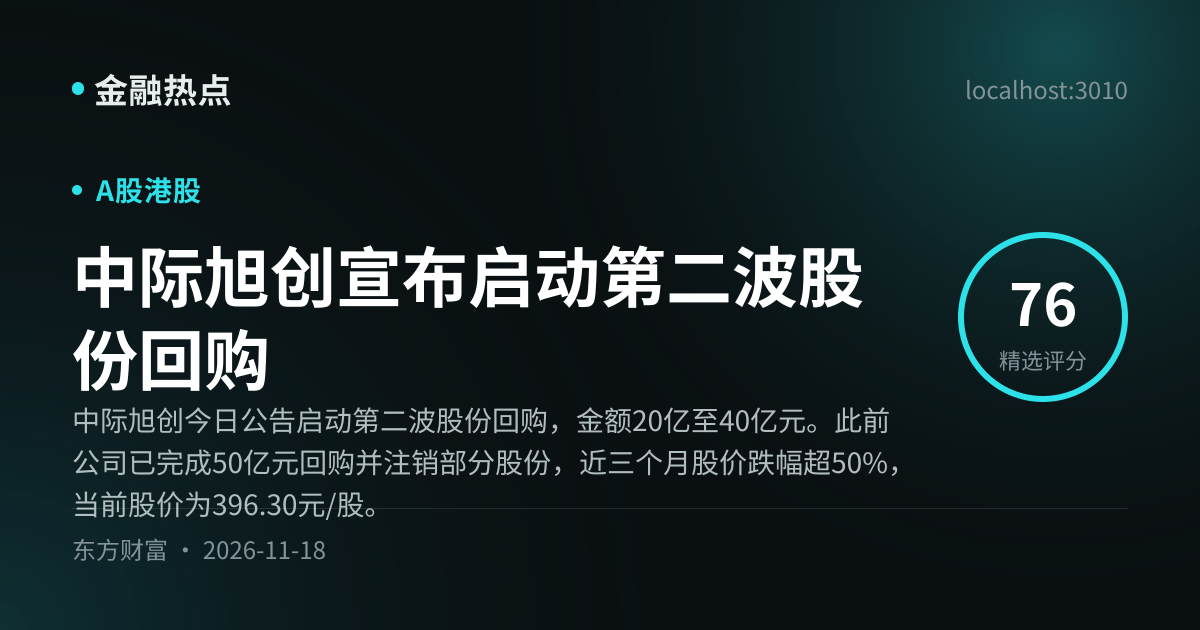 金融热点
localhost:3010
A股港股
中际旭创宣布启动第二波股
份回购
76
精选评分
中际旭创今日公告启动第二波股份回购，金额20亿至40亿元。此前
公司已完成50亿元回购并注销部分股份，近三个月股价跌幅超50%，
当前股价为396.30元/股。
东方财富 · 2026-11-18